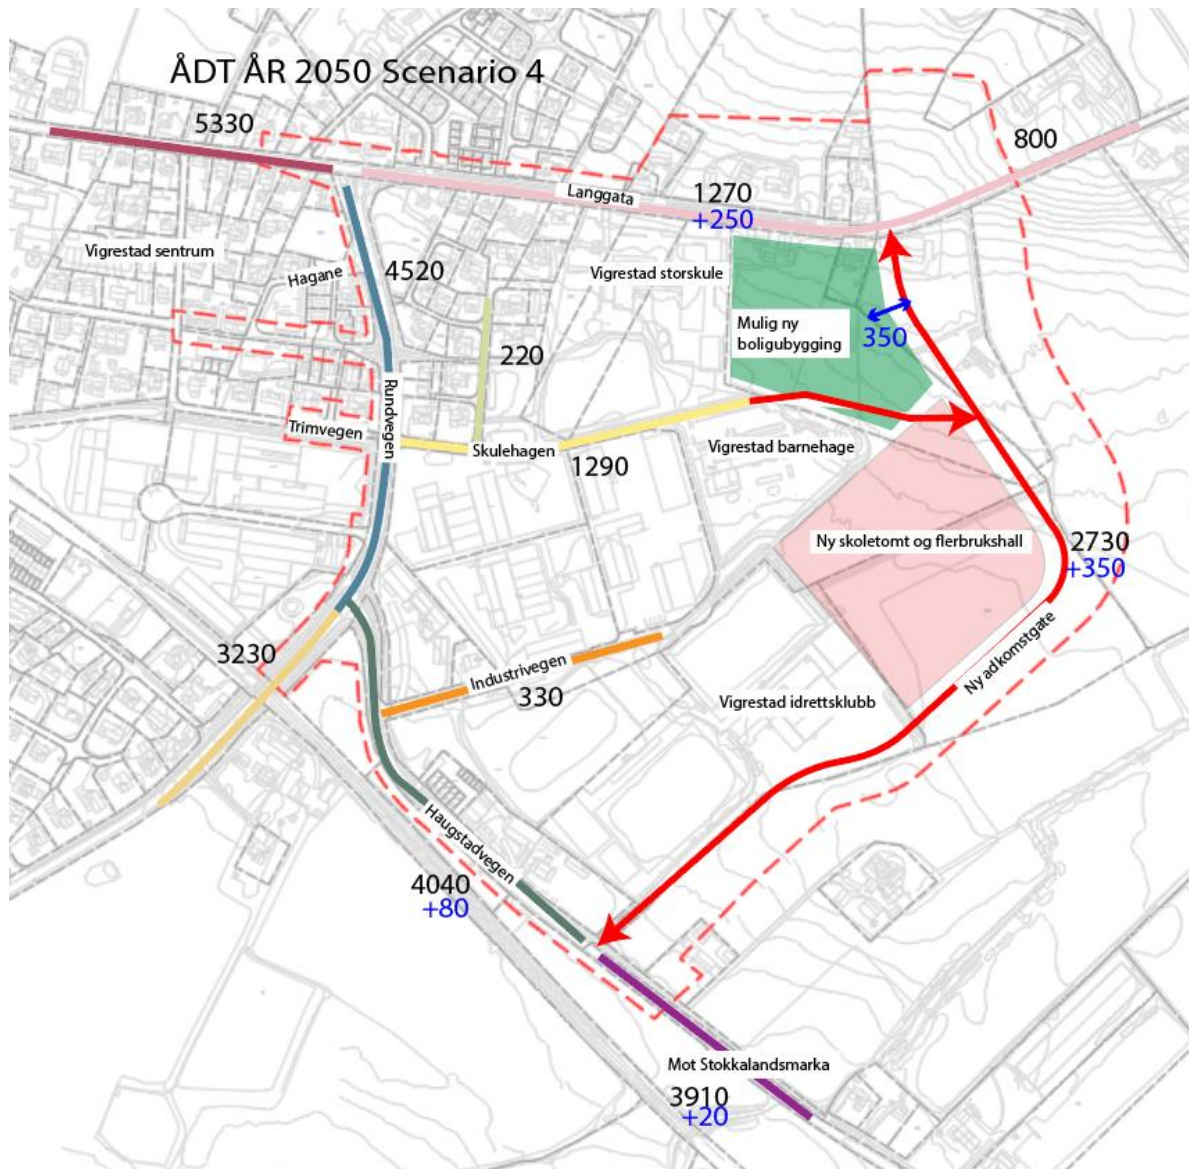 ÅDT ÅR 2050 Scenario 4
5330
800
Langgata
1270
+250
Vigrestad sentrum
Hagane
4520
Vigrestad storskule
Mulig ny
boligubygging
350
220
Rundvegen
Trimvegen
Skulehagen
1290
Vigrestad barnehage
Ny skoletomt og flerbrukshall
2730
+350
3230
Industrivegen
330
Vigrestad idrettsklubb
Ny adkomstgate
Haugstadvegen
4040
+80
Mot Stokkalandsmarka
3910
+20